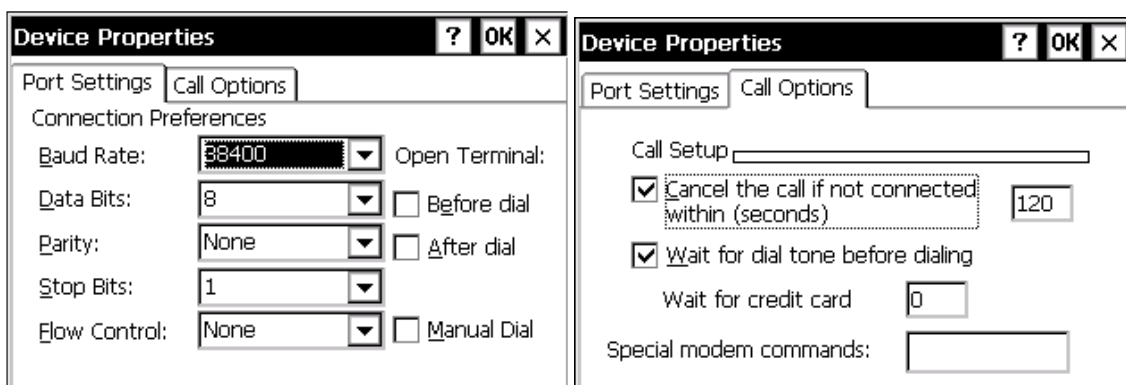 Device Properties ? OK ×
Port Settings Call Options
Connection Preferences
Baud Rate: 38400 Open Terminal:
Data Bits: 8 Before dial
Parity: None After dial
Stop Bits: 1
Flow Control: None Manual Dial
Device Properties ? OK ×
Port Settings Call Options
Call Setup
Cancel the call if not connected
within (seconds) 120
Wait for dial tone before dialing
Wait for credit card 0
Special modem commands: